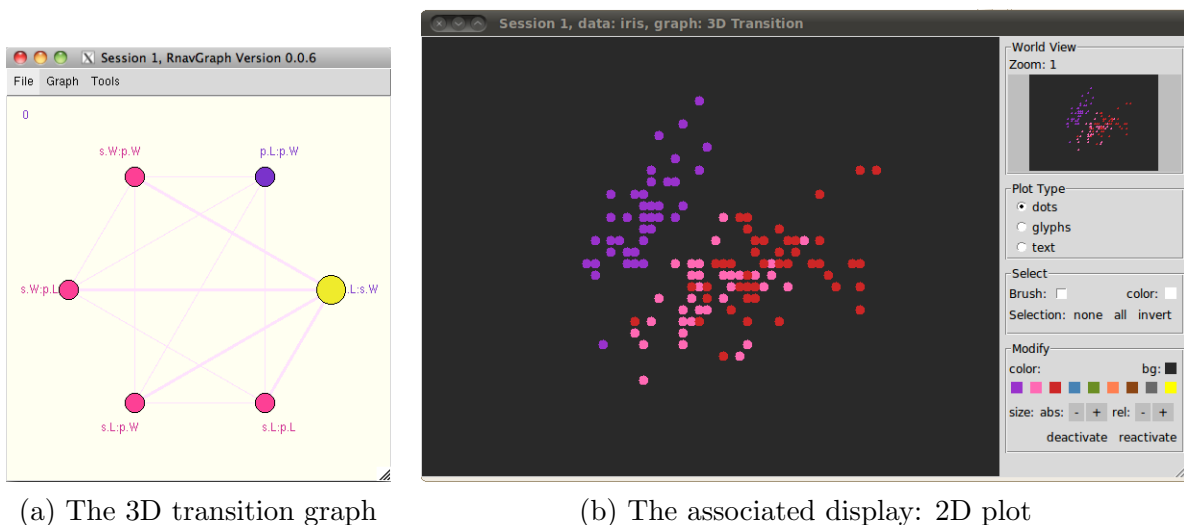 Session 1, RnavGraph Version 0.0.6
File Graph Tools
0
s.W:p.W
p.L:p.W
s.W:p.L
L:s.W
s.L:p.W
s.L:p.L
(a) The 3D transition graph
Session 1, data: iris, graph: 3D Transition
World View
Zoom: 1
Plot Type
dots
glyphs
text
Select
Brush: color:
Selection: none all invert
Modify
color: bg:
size: abs: - + rel: - +
deactivate reactivate
(b) The associated display: 2D plot